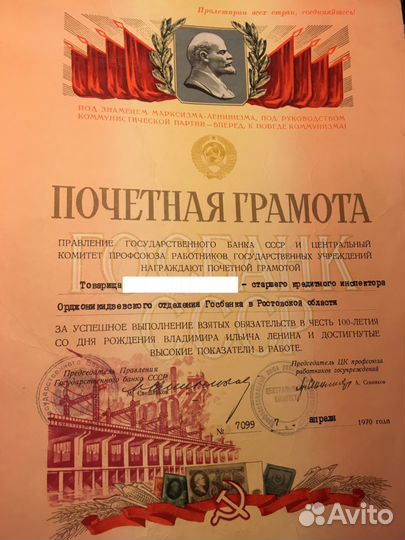 Пролетарии всех стран, соединяйтесь!
ПОД ЗНАМЕНЕМ МАРКСИЗМА-ЛЕНИНИЗМА, ПОД РУКОВОДСТВОМ
КОММУНИСТИЧЕСКОЙ ПАРТИИ — ВПЕРЕД, К ПОБЕДЕ КОММУНИЗМА!
ПОЧЕТНАЯ ГРАМОТА
ГОСБАНК
ПРАВЛЕНИЕ ГОСУДАРСТВЕННОГО БАНКА СССР И ЦЕНТРАЛЬНЫЙ
КОМИТЕТ ПРОФСОЮЗА РАБОТНИКОВ ГОСУДАРСТВЕННЫХ УЧРЕЖДЕНИЙ
НАГРАЖДАЮТ ПОЧЕТНОЙ ГРАМОТОЙ
Товарища - старшего кредитного инспектора
Орджоникидзевского отделения Госбанка в Ростовской области
ЗА УСПЕШНОЕ ВЫПОЛНЕНИЕ ВЗЯТЫХ ОБЯЗАТЕЛЬСТВ В ЧЕСТЬ 100-ЛЕТИЯ
СО ДНЯ РОЖДЕНИЯ ВЛАДИМИРА ИЛЬИЧА ЛЕНИНА И ДОСТИГНУТЫЕ
ВЫСОКИЕ ПОКАЗАТЕЛИ В РАБОТЕ.
Председатель Правления
Государственного банка СССР
Председатель ЦК профсоюза
работников госучреждений
№ 7099 7 апреля 1970 года
Avito